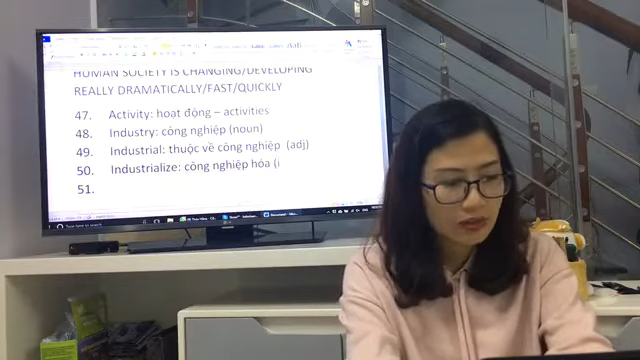 HUMAN SOCIETY IS CHANGING/DEVELOPING
REALLY DRAMATICALLY/FAST/QUICKLY
47. Activity: hoạt động – activities
48. Industry: công nghiệp (noun)
49. Industrial: thuộc về công nghiệp (adj)
50. Industrialize: công nghiệp hóa (i
51.